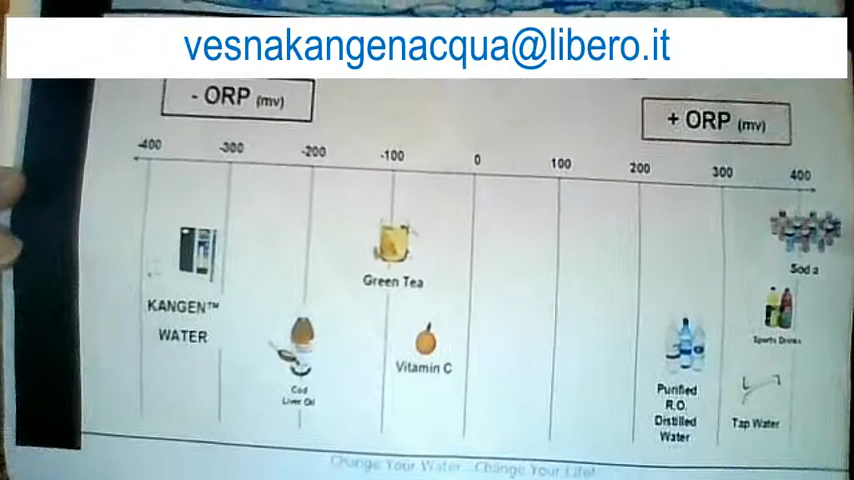 vesnakangenacqua@libero.it
- ORP (mv)
+ ORP (mv)
-400 -300 -200 -100 0 100 200 300 400
Soda
Green Tea
KANGEN™
WATER
Sports Drinks
Vitamin C
Cod
Liver Oil
Purified
R.O.
Distilled
Water
Tap Water
Change Your Water...Change Your Life!